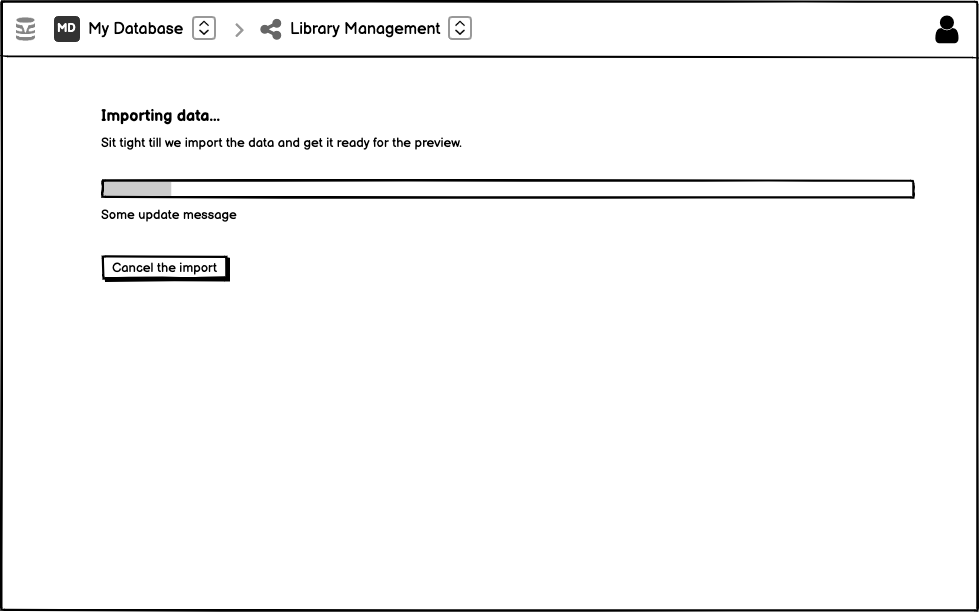 MD My Database Library Management
Importing data...
Sit tight till we import the data and get it ready for the preview.
Some update message
Cancel the import